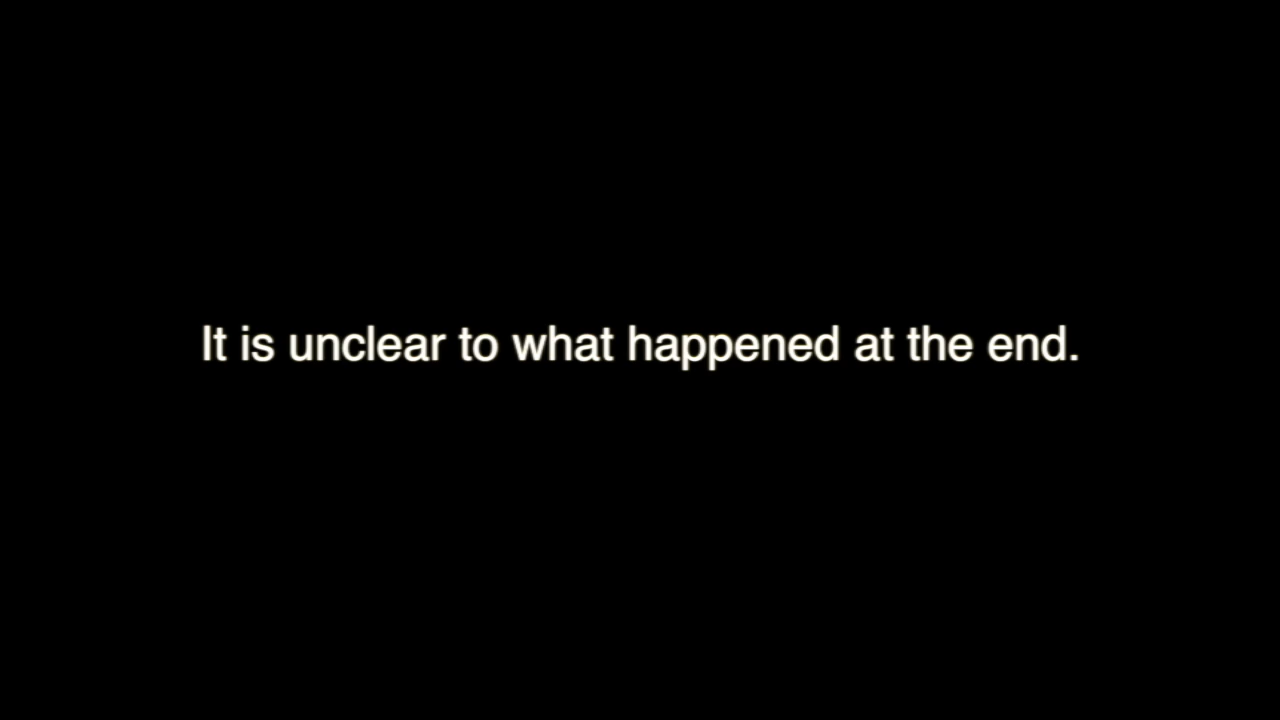 It is unclear to what happened at the end.